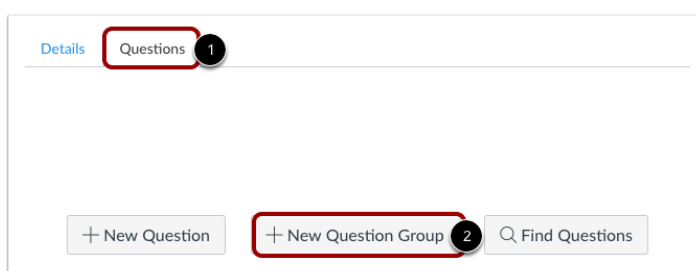 Details Questions 1
+ New Question + New Question Group 2 Find Questions